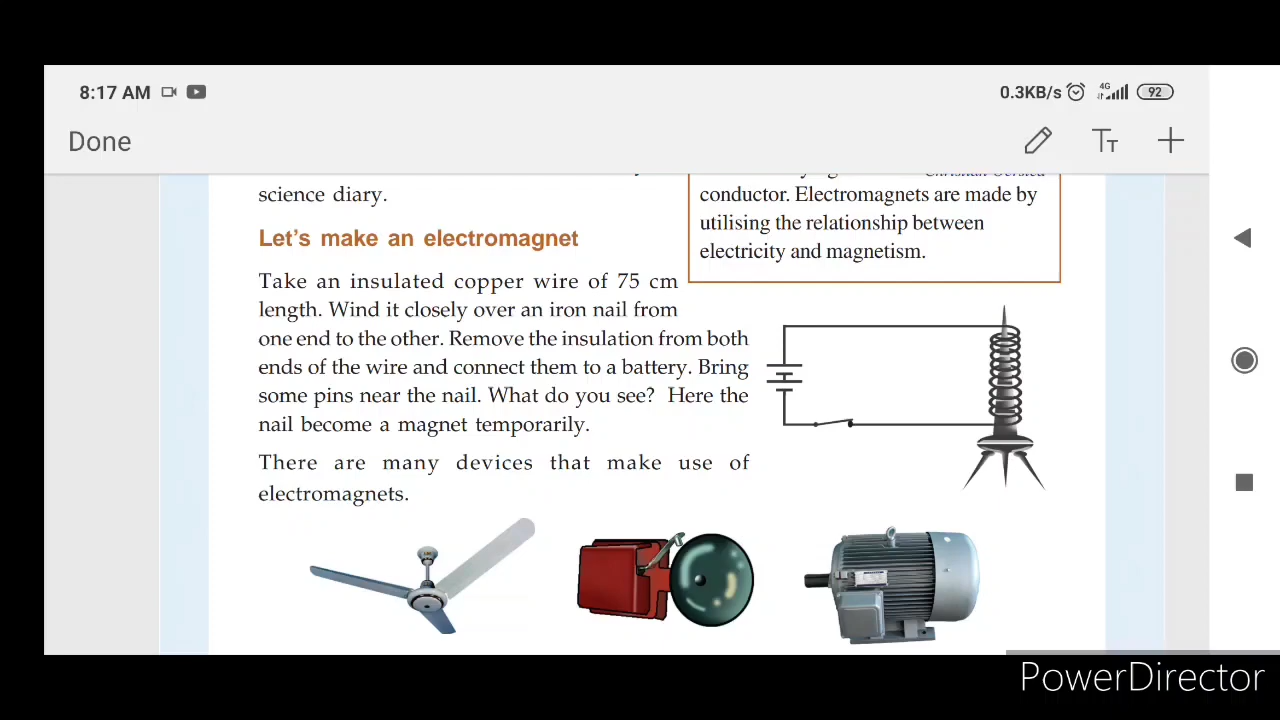 8:17 AM
0.3KB/s 4G 92
Done
science diary.
conductor. Electromagnets are made by
utilising the relationship between
electricity and magnetism.
Let's make an electromagnet
Take an insulated copper wire of 75 cm
length. Wind it closely over an iron nail from
one end to the other. Remove the insulation from both
ends of the wire and connect them to a battery. Bring
some pins near the nail. What do you see? Here the
nail become a magnet temporarily.
There are many devices that make use of
electromagnets.
PowerDirector